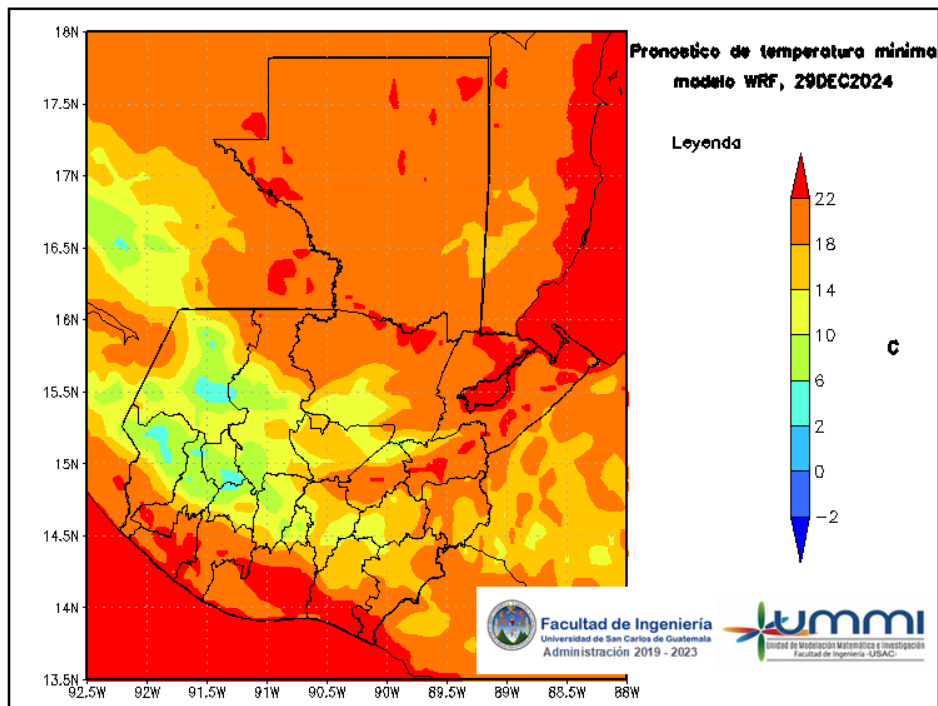 Pronostico de temperatura minima
modelo WRF, 29DEC2024
Leyenda
22
18
14
10
6
2
0
−2
C
18N
17.5N
17N
16.5N
16N
15.5N
15N
14.5N
14N
13.5N
92.5W
92W
91.5W
91W
90.5W
90W
89.5W
89W
88.5W
88W
Facultad de Ingeniería
Universidad de San Carlos de Guatemala
Administración 2019 - 2023
ummi
Unidad de Modelación Matemática e Investigación
Facultad de Ingeniería -USAC-